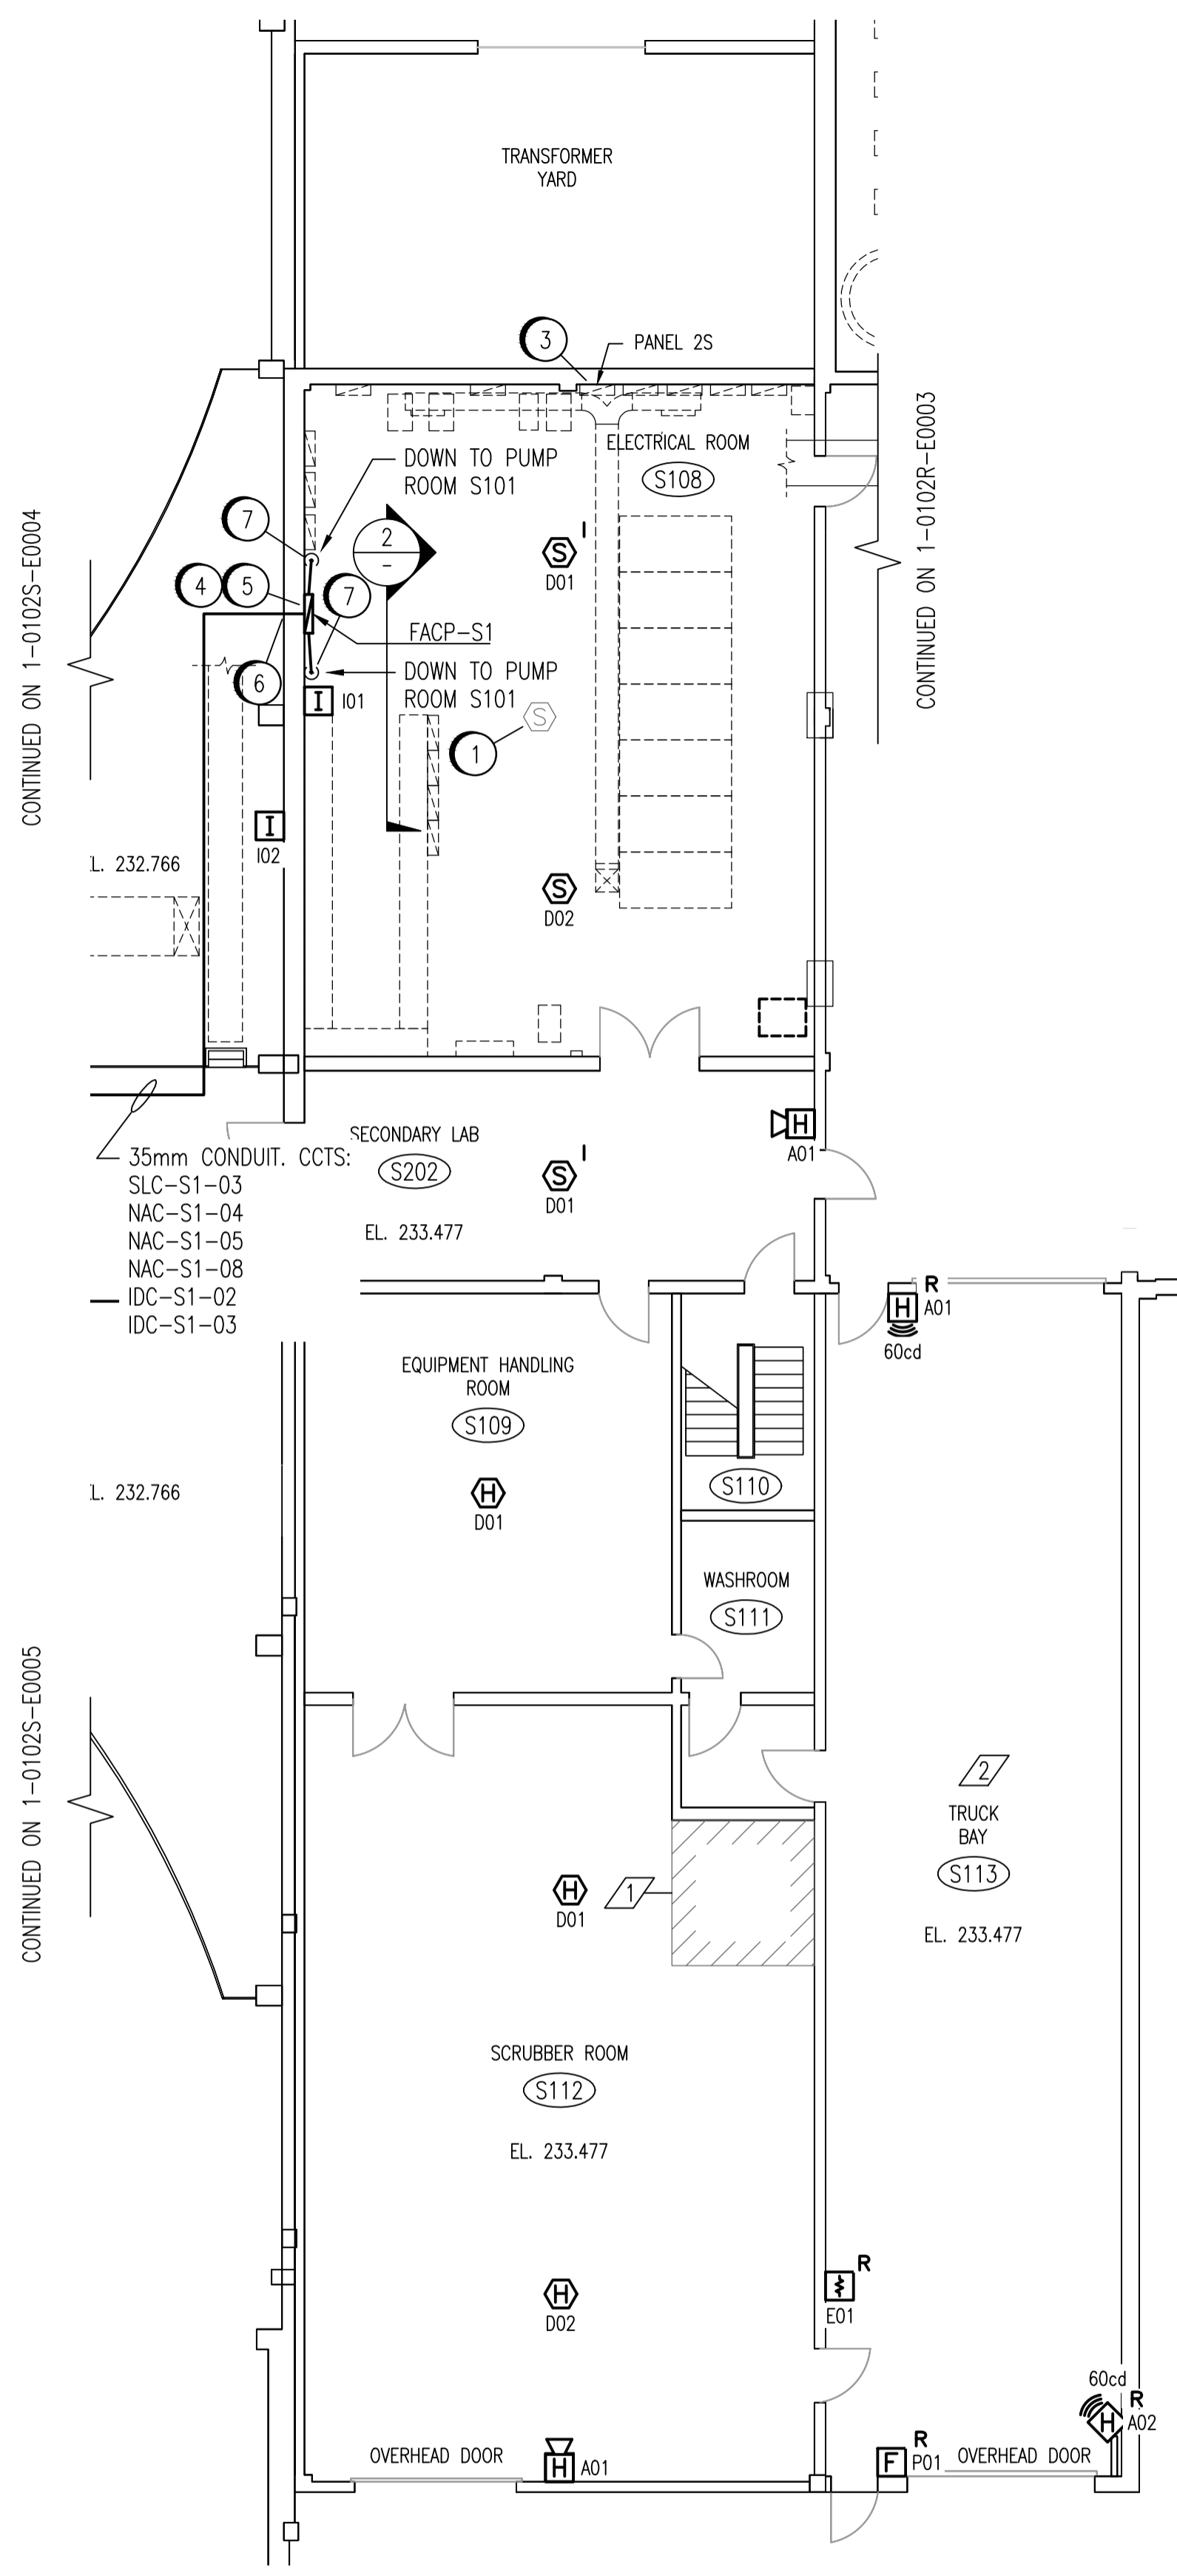 TRANSFORMER
YARD
3
PANEL 2S
ELECTRICAL ROOM
S108
DOWN TO PUMP
ROOM S101
CONTINUED ON 1-0102R-E0003
CONTINUED ON 1-0102S-E0004
7
2
-
S
I
D01
4
5
7
FACP-S1
6
DOWN TO PUMP
ROOM S101
I
I01
S
1
I
I02
L. 232.766
S
D02
H
A01
SECONDARY LAB
S202
S
I
D01
EL. 233.477
35mm CONDUIT. CCTS:
SLC-S1-03
NAC-S1-04
NAC-S1-05
NAC-S1-08
IDC-S1-02
IDC-S1-03
R
H
A01
60cd
EQUIPMENT HANDLING
ROOM
S109
H
D01
S110
L. 232.766
WASHROOM
S111
CONTINUED ON 1-0102S-E0005
2
TRUCK
BAY
S113
EL. 233.477
H
D01
1
SCRUBBER ROOM
S112
EL. 233.477
R
E01
H
D02
60cd
R
H
A02
OVERHEAD DOOR
H
A01
R
F
P01
OVERHEAD DOOR